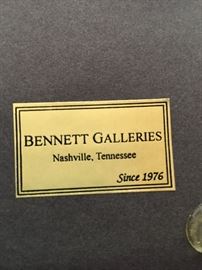 BENNETT GALLERIES
Nashville, Tennessee
Since 1976